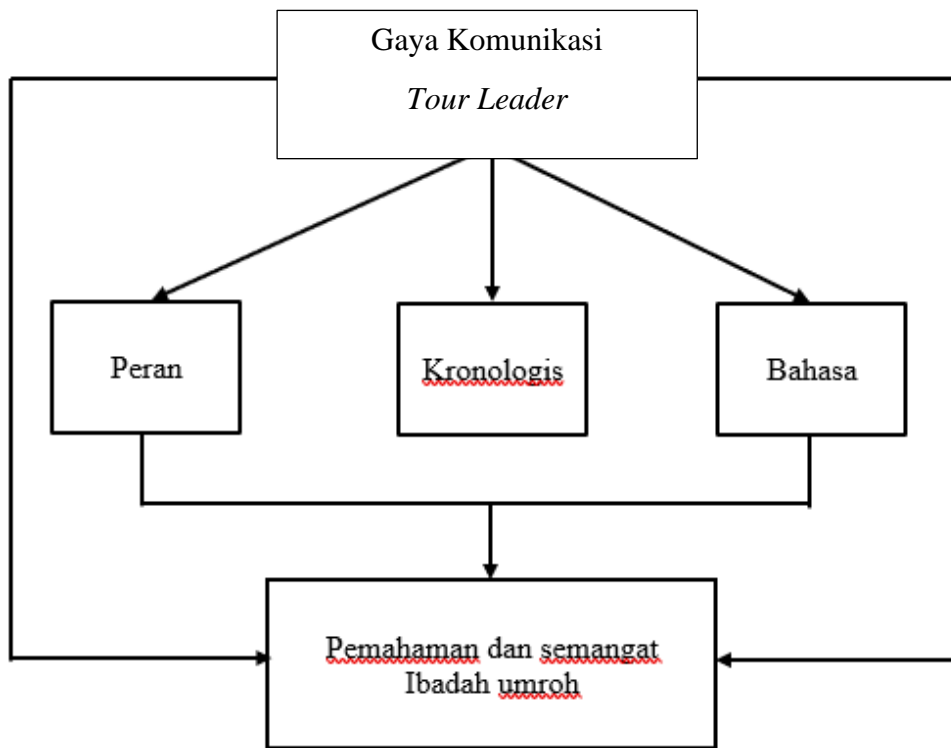 Gaya Komunikasi
Tour Leader
Peran
Kronologis
Bahasa
Pemahaman dan semangat
Ibadah umroh